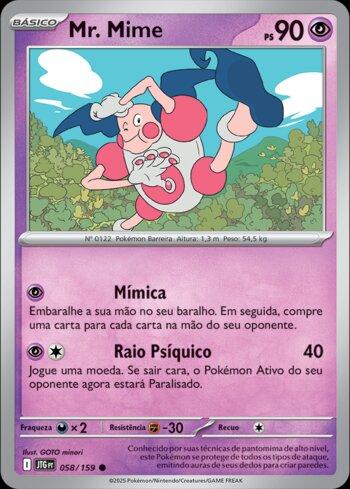 BÁSICO
Mr. Mime
PS 90
Nº 0122 Pokémon Barreira Altura: 1,3 m Peso: 54,5 kg
Mímica
Embaralhe a sua mão no seu baralho. Em seguida, compre
uma carta para cada carta na mão do seu oponente.
Raio Psíquico 40
Jogue uma moeda. Se sair cara, o Pokémon Ativo do seu
oponente agora estará Paralisado.
Fraqueza ×2 Resistência -30 Recuo
Ilust. GOTO minori
I JTG PT 058/159
Conhecido por suas técnicas de pantomima de alto nível,
este Pokémon protege-se de todos os tipos de ataque,
emitindo auras de seus dedos para criar paredes.
©2025 Pokémon/Nintendo/Creatures/GAME FREAK